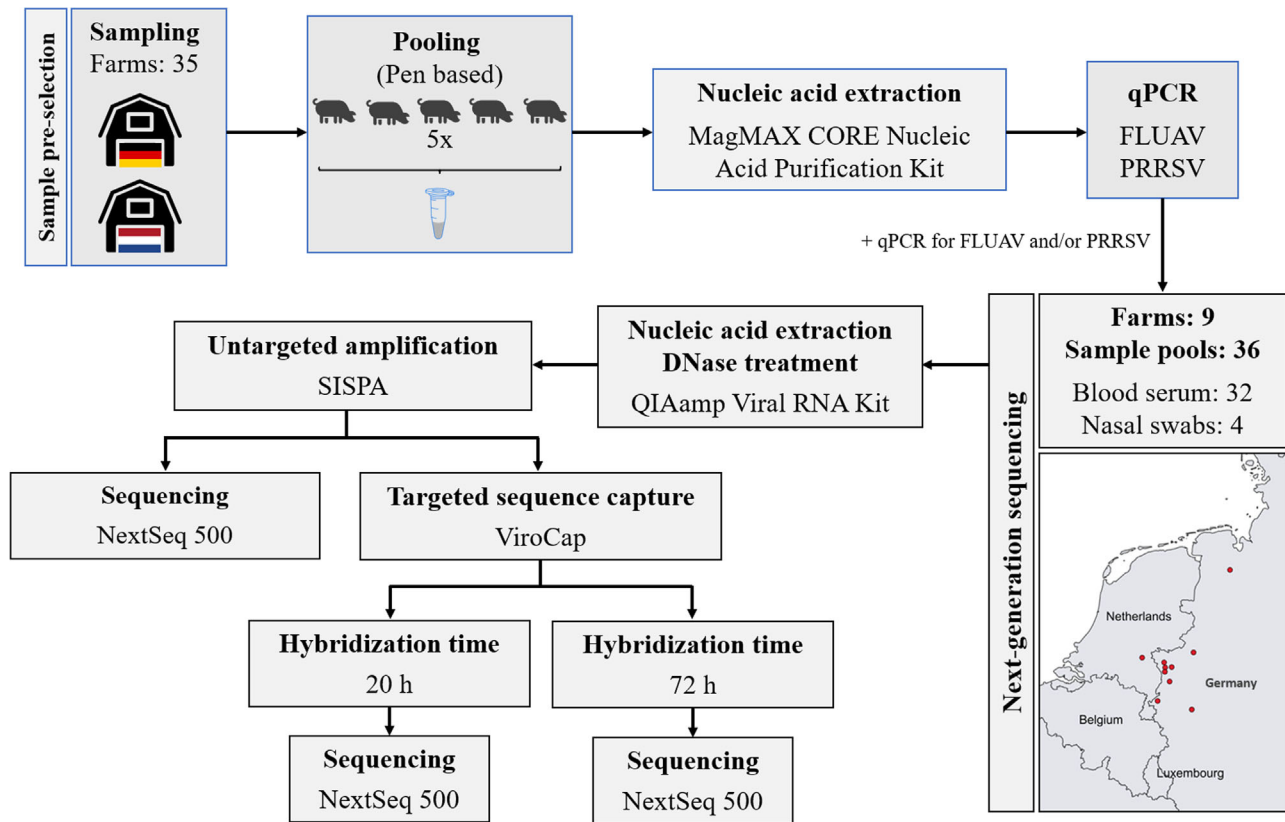 Sample pre-selection
Sampling
Farms: 35
Pooling
(Pen based)
5x
Nucleic acid extraction
MagMAX CORE Nucleic
Acid Purification Kit
qPCR
FLUAV
PRRSV
+ qPCR for FLUAV and/or PRRSV
Next-generation sequencing
Farms: 9
Sample pools: 36
Blood serum: 32
Nasal swabs: 4
Nucleic acid extraction
DNase treatment
QIAamp Viral RNA Kit
Untargeted amplification
SISPA
Sequencing
NextSeq 500
Targeted sequence capture
ViroCap
Hybridization time
20 h
Hybridization time
72 h
Sequencing
NextSeq 500
Sequencing
NextSeq 500
Netherlands
Germany
Belgium
Luxembourg